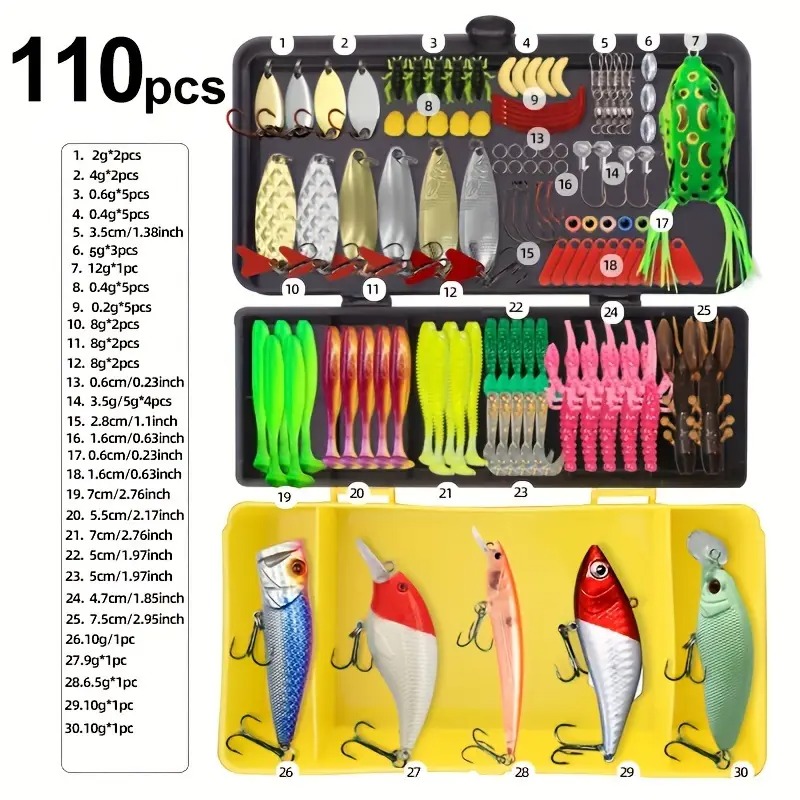 110pcs
1. 2g*2pcs
2. 4g*2pcs
3. 0.6g*5pcs
4. 0.4g*5pcs
5. 3.5cm/1.38inch
6. 5g*3pcs
7. 12g*1pc
8. 0.4g*5pcs
9. 0.2g*5pcs
10. 8g*2pcs
11. 8g*2pcs
12. 8g*2pcs
13. 0.6cm/0.23inch
14. 3.5g/5g*4pcs
15. 2.8cm/1.1inch
16. 1.6cm/0.63inch
17. 0.6cm/0.23inch
18. 1.6cm/0.63inch
19. 7cm/2.76inch
20. 5.5cm/2.17inch
21. 7cm/2.76inch
22. 5cm/1.97inch
23. 5cm/1.97inch
24. 4.7cm/1.85inch
25. 7.5cm/2.95inch
26.10g/1pc
27.9g*1pc
28.6.5g*1pc
29.10g*1pc
30.10g*1pc
1 2 3 4 5 6 7
8 9
13
14
16
17
15
18
10 11 12
22 24 25
19 20 21 23
26 27 28 29 30